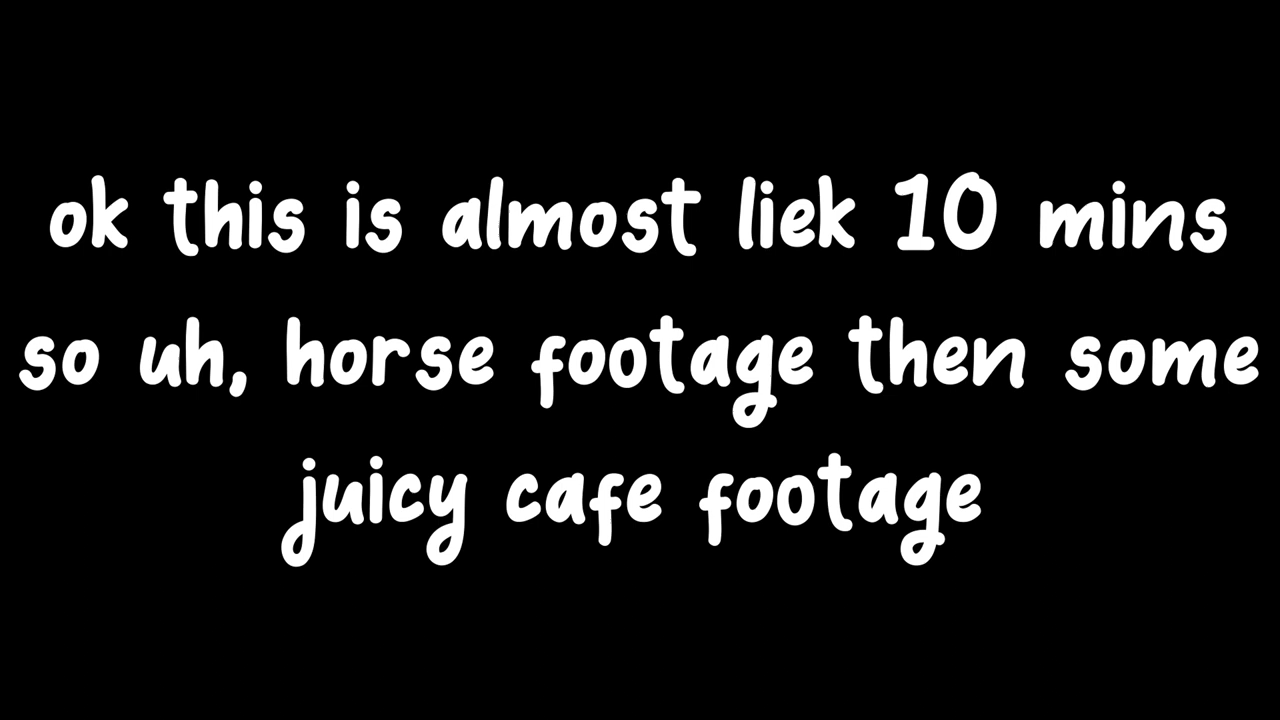 ok this is almost liek 10 mins
so uh, horse footage then some
juicy cafe footage